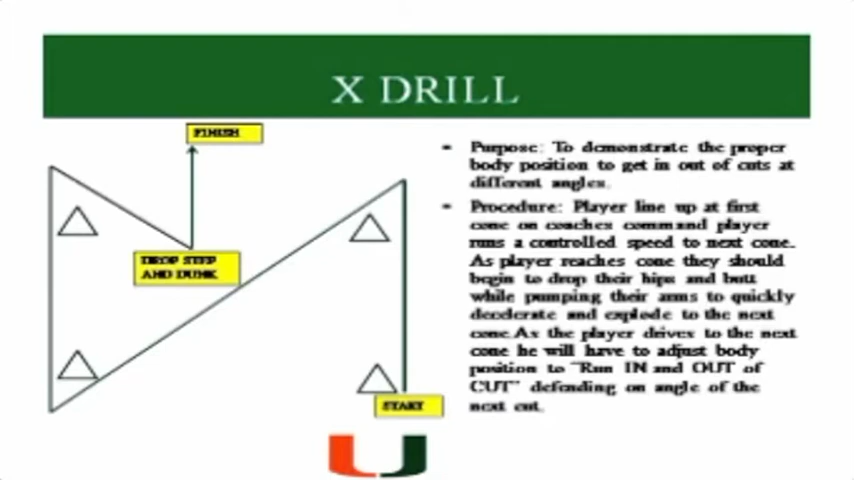 X DRILL
FINISH
DROP STEP
AND DUNK
START
• Purpose: To demonstrate the proper
body position to get in out of cuts at
different angles.
• Procedure: Player line up at first
cone on coaches command player
runs a controlled speed to next cone.
As player reaches cone they should
begin to drop their hips and butt
while pumping their arms to quickly
decelerate and explode to the next
cone.As the player drives to the next
cone he will have to adjust body
position to "Run IN and OUT of
CUT" defending on angle of the
next cut.
U